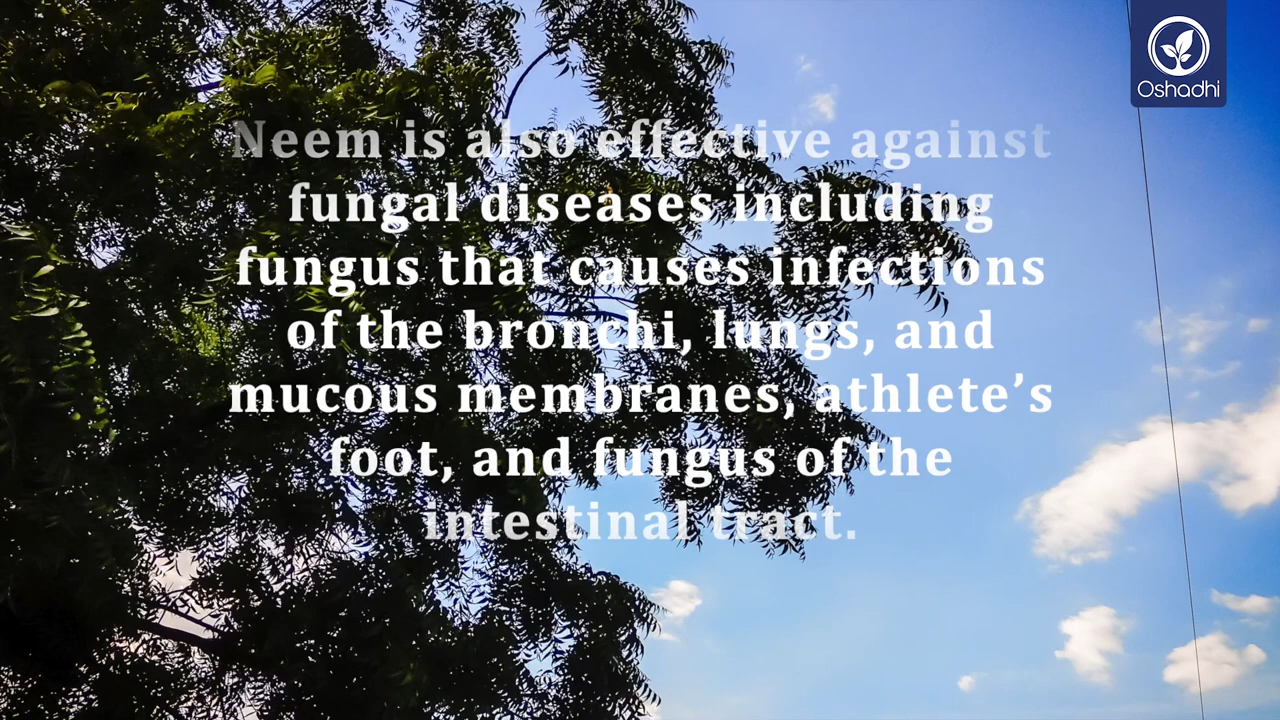 Oshadhi
Neem is also effective against
fungal diseases including
fungus that causes infections
of the bronchi, lungs, and
mucous membranes, athlete’s
foot, and fungus of the
intestinal tract.